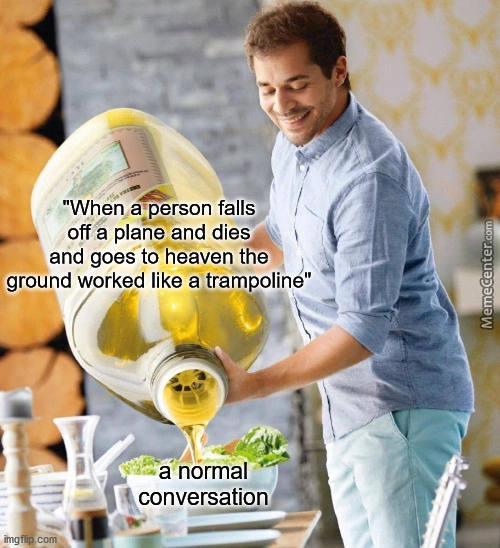 "When a person falls
off a plane and dies
and goes to heaven the
ground worked like a trampoline"
a normal
conversation
MemeCenter.com
imgflip.com